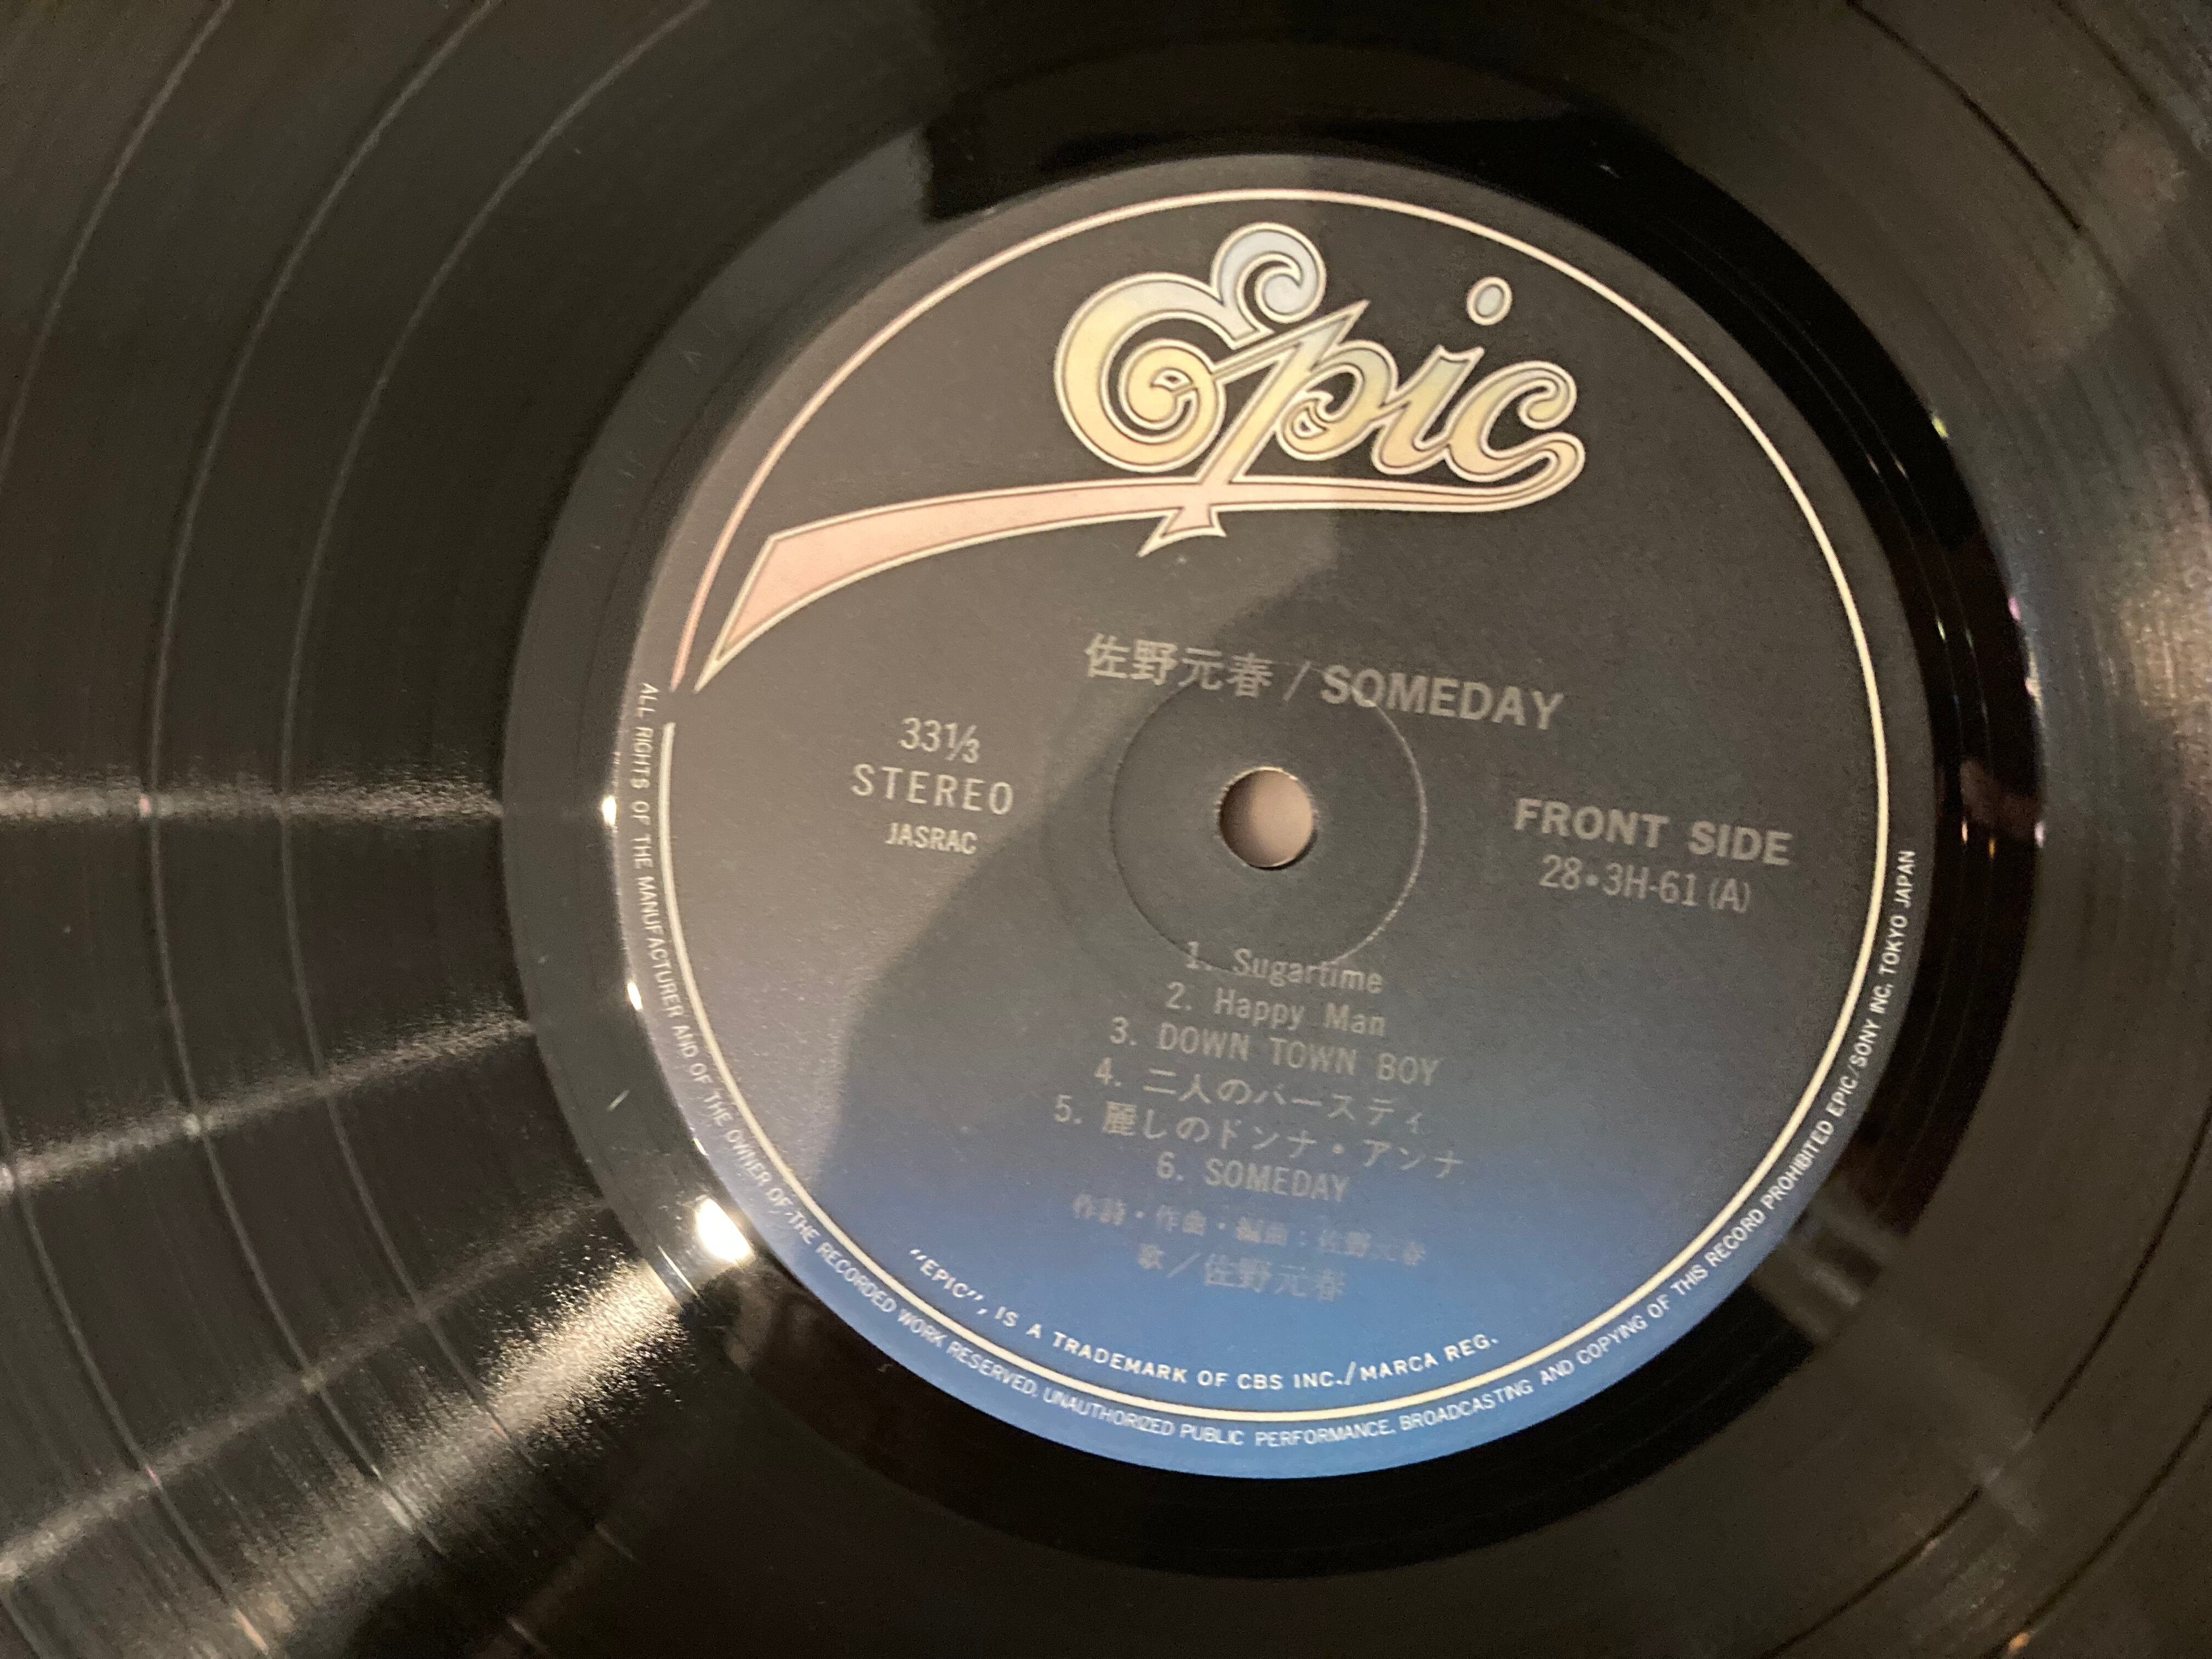 Epic
佐野元春/SOMEDAY
33⅓
STEREO
JASRAC
FRONT SIDE
28•3H-61 (A)
1. Sugartime
2. Happy Man
3. DOWN TOWN BOY
4. 二人のバースディ
5. 麗しのドンナ・アンナ
6. SOMEDAY
作詩・作曲・編曲：佐野元春
歌／佐野元春
"EPIC", IS A TRADEMARK OF CBS INC./MARCA REG.
ALL RIGHTS OF THE MANUFACTURER AND OF THE OWNER OF THE RECORDED WORK RESERVED. UNAUTHORIZED PUBLIC PERFORMANCE, BROADCASTING AND COPYING OF THIS RECORD PROHIBITED EPIC/SONY INC. TOKYO JAPAN